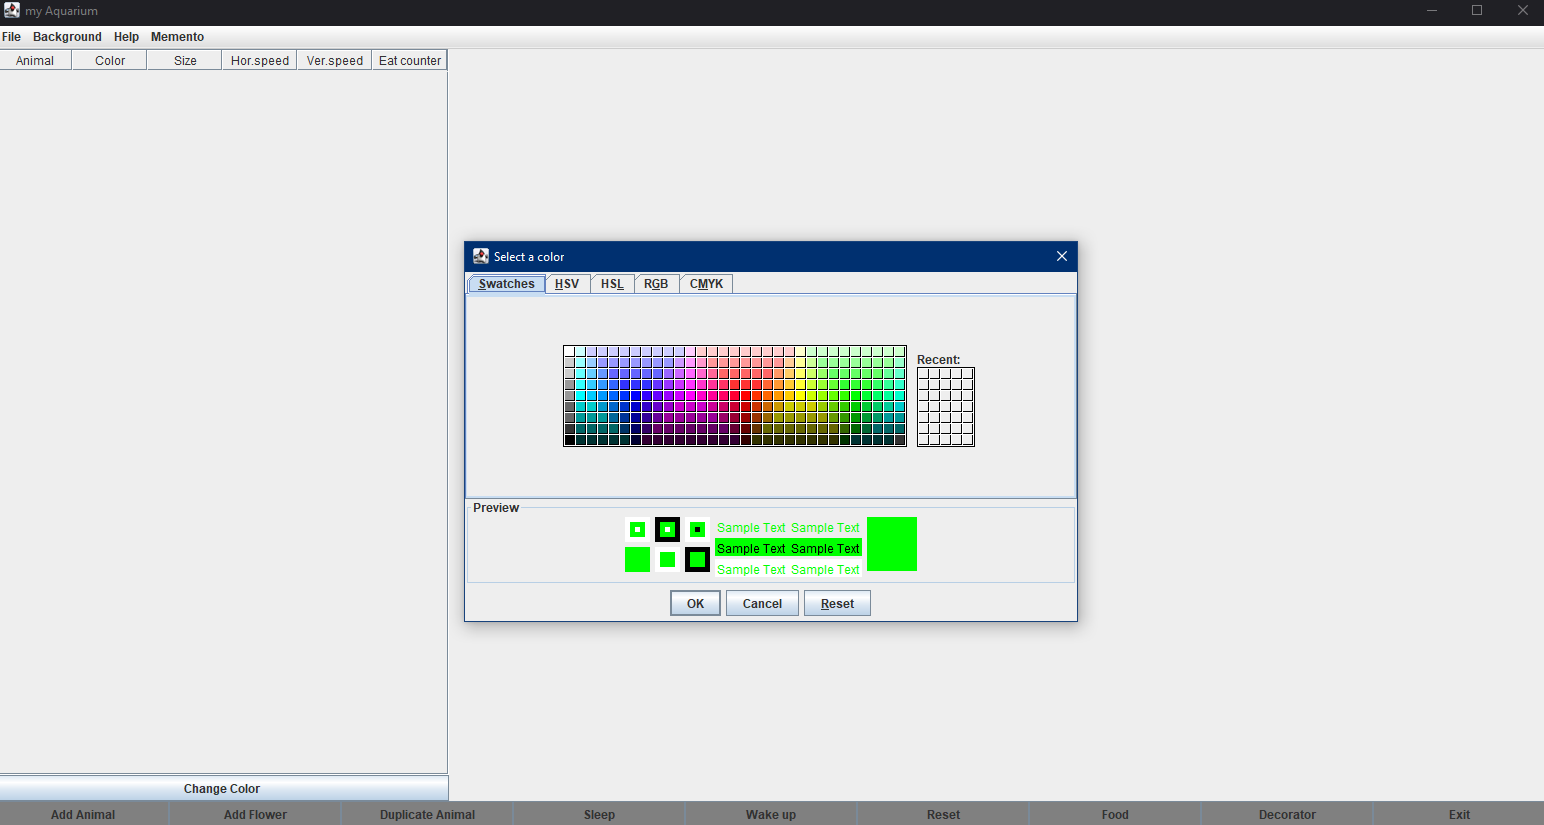 my Aquarium
File Background Help Memento
Animal Color Size Hor.speed Ver.speed Eat counter
Select a color
Swatches HSV HSL RGB CMYK
Recent:
Preview
Sample Text Sample Text
Sample Text Sample Text
Sample Text Sample Text
OK Cancel Reset
Change Color
Add Animal Add Flower Duplicate Animal Sleep Wake up Reset Food Decorator Exit